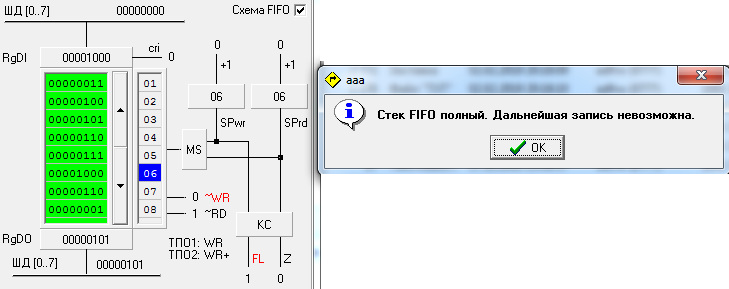 ШД [0..7] 00000000 Схема FIFO
RgDI 00001000 cri 0
0 0
+1 +1
06 06
SPwr SPrd
00000011 01
00000100 02
00000101 03
00000110 04
00000111 05
00001000 06
00000110 07
00000001 08
MS
0 ~WR
1 ~RD
КС
RgDO 00000101
ТПО1: WR
ТПО2: WR+
FL Z
ШД [0..7] 00000101
1 0
aaa
Стек FIFO полный. Дальнейшая запись невозможна.
OK